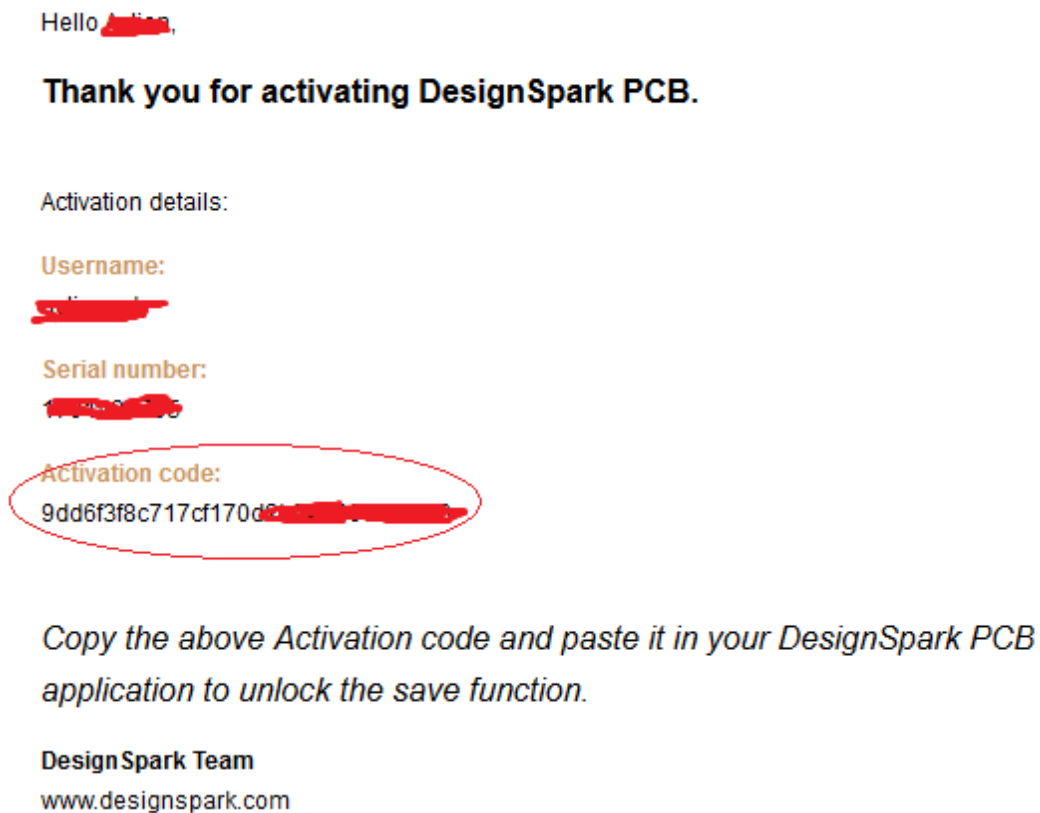 Hello
Thank you for activating DesignSpark PCB.
Activation details:
Username:
Serial number:
Activation code:
9dd6f3f8c717cf170d
Copy the above Activation code and paste it in your DesignSpark PCB
application to unlock the save function.
DesignSpark Team
www.designspark.com